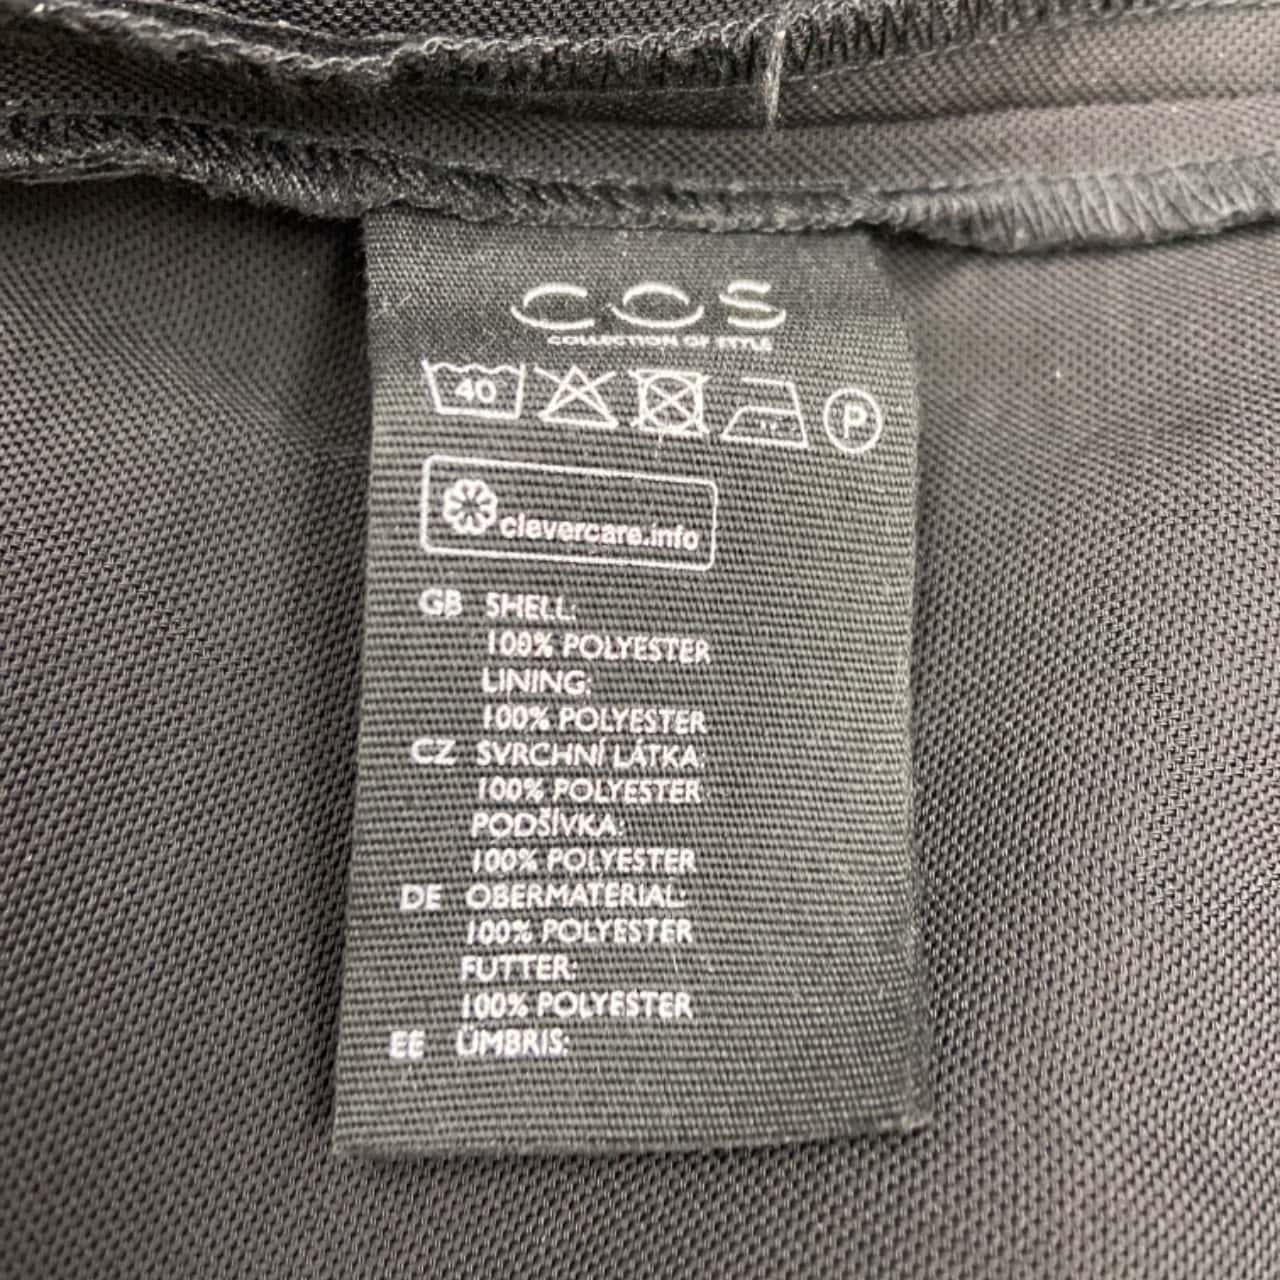 COS
COLLECTION OF STYLE
40 P
clevercare.info
GB SHELL:
100% POLYESTER
LINING:
100% POLYESTER
CZ SVRCHNÍ LÁTKA:
100% POLYESTER
PODŠÍVKA:
100% POLYESTER
DE OBERMATERIAL:
100% POLYESTER
FUTTER:
100% POLYESTER
EE ÜMBRIS: